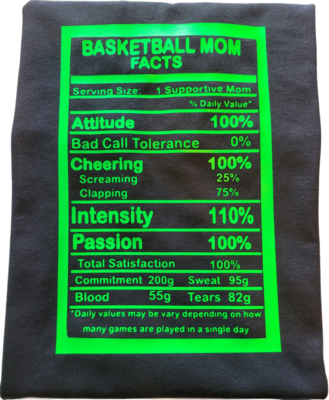 BASKETBALL MOM
FACTS
Serving Size: 1 Supportive Mom
% Daily Value*
Attitude 100%
Bad Call Tolerance 0%
Cheering 100%
Screaming 25%
Clapping 75%
Intensity 110%
Passion 100%
Total Satisfaction 100%
Commitment 200g Sweat 95g
Blood 55g Tears 82g
*Daily values may be vary depending on how
many games are played in a single day